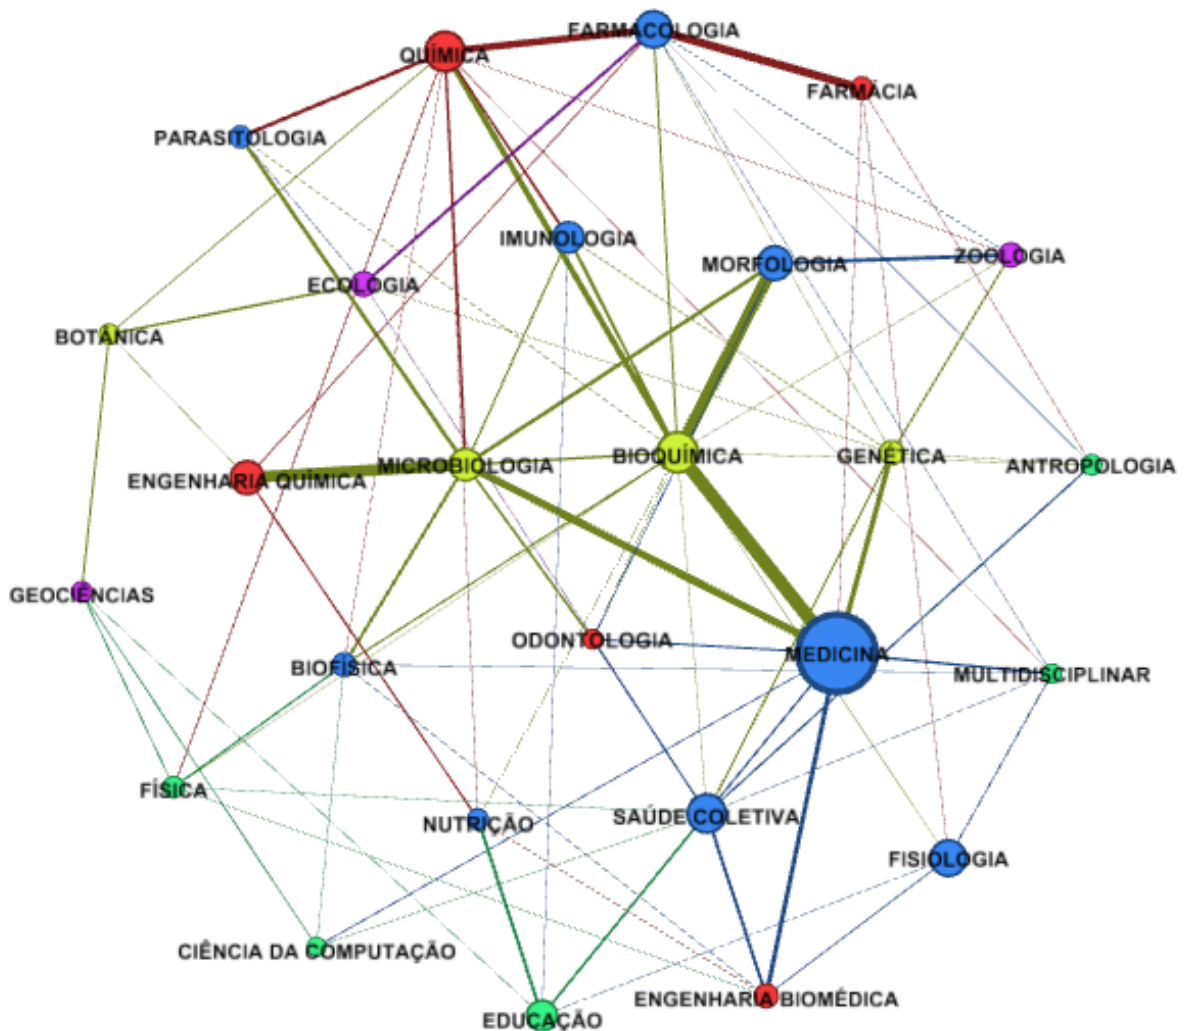 FARMACOLOGIA
QUÍMICA
FARMÁCIA
PARASITOLOGIA
IMUNOLOGIA
MORFOLOGIA
ZOOLOGIA
ECOLOGIA
BOTÂNICA
BIOQUÍMICA
GENÉTICA
MICROBIOLOGIA
ANTROPOLOGIA
ENGENHARIA QUÍMICA
GEOCIÊNCIAS
ODONTOLOGIA
MEDICINA
BIOFÍSICA
MULTIDISCIPLINAR
FÍSICA
SAÚDE COLETIVA
NUTRIÇÃO
FISIOLOGIA
CIÊNCIA DA COMPUTAÇÃO
ENGENHARIA BIOMÉDICA
EDUCAÇÃO